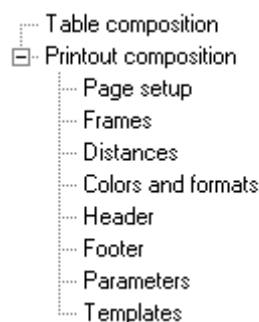 Table composition
Printout composition
Page setup
Frames
Distances
Colors and formats
Header
Footer
Parameters
Templates